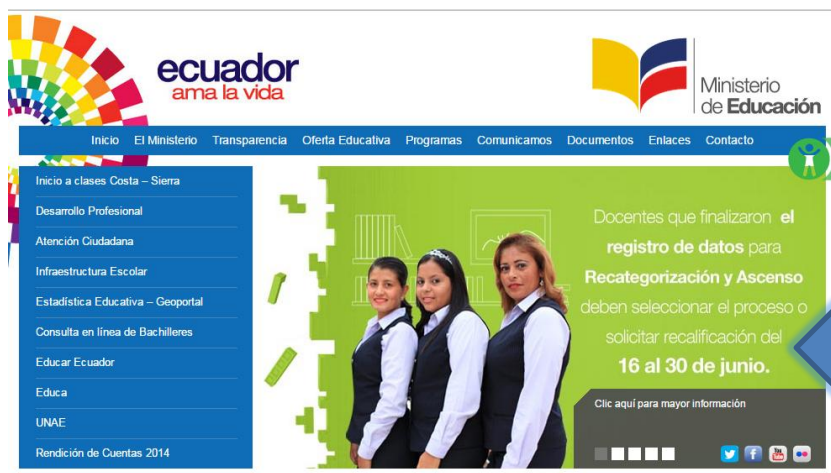 ecuador
ama la vida
Ministerio
de Educación
Inicio El Ministerio Transparencia Oferta Educativa Programas Comunicamos Documentos Enlaces Contacto
Inicio a clases Costa – Sierra
Desarrollo Profesional
Atención Ciudadana
Infraestructura Escolar
Estadística Educativa – Geoportal
Consulta en línea de Bachilleres
Educar Ecuador
Educa
UNAE
Rendición de Cuentas 2014
Docentes que finalizaron el
registro de datos para
Recategorización y Ascenso
deben seleccionar el proceso o
solicitar recalificación del
16 al 30 de junio.
Clic aquí para mayor información
You
Tube